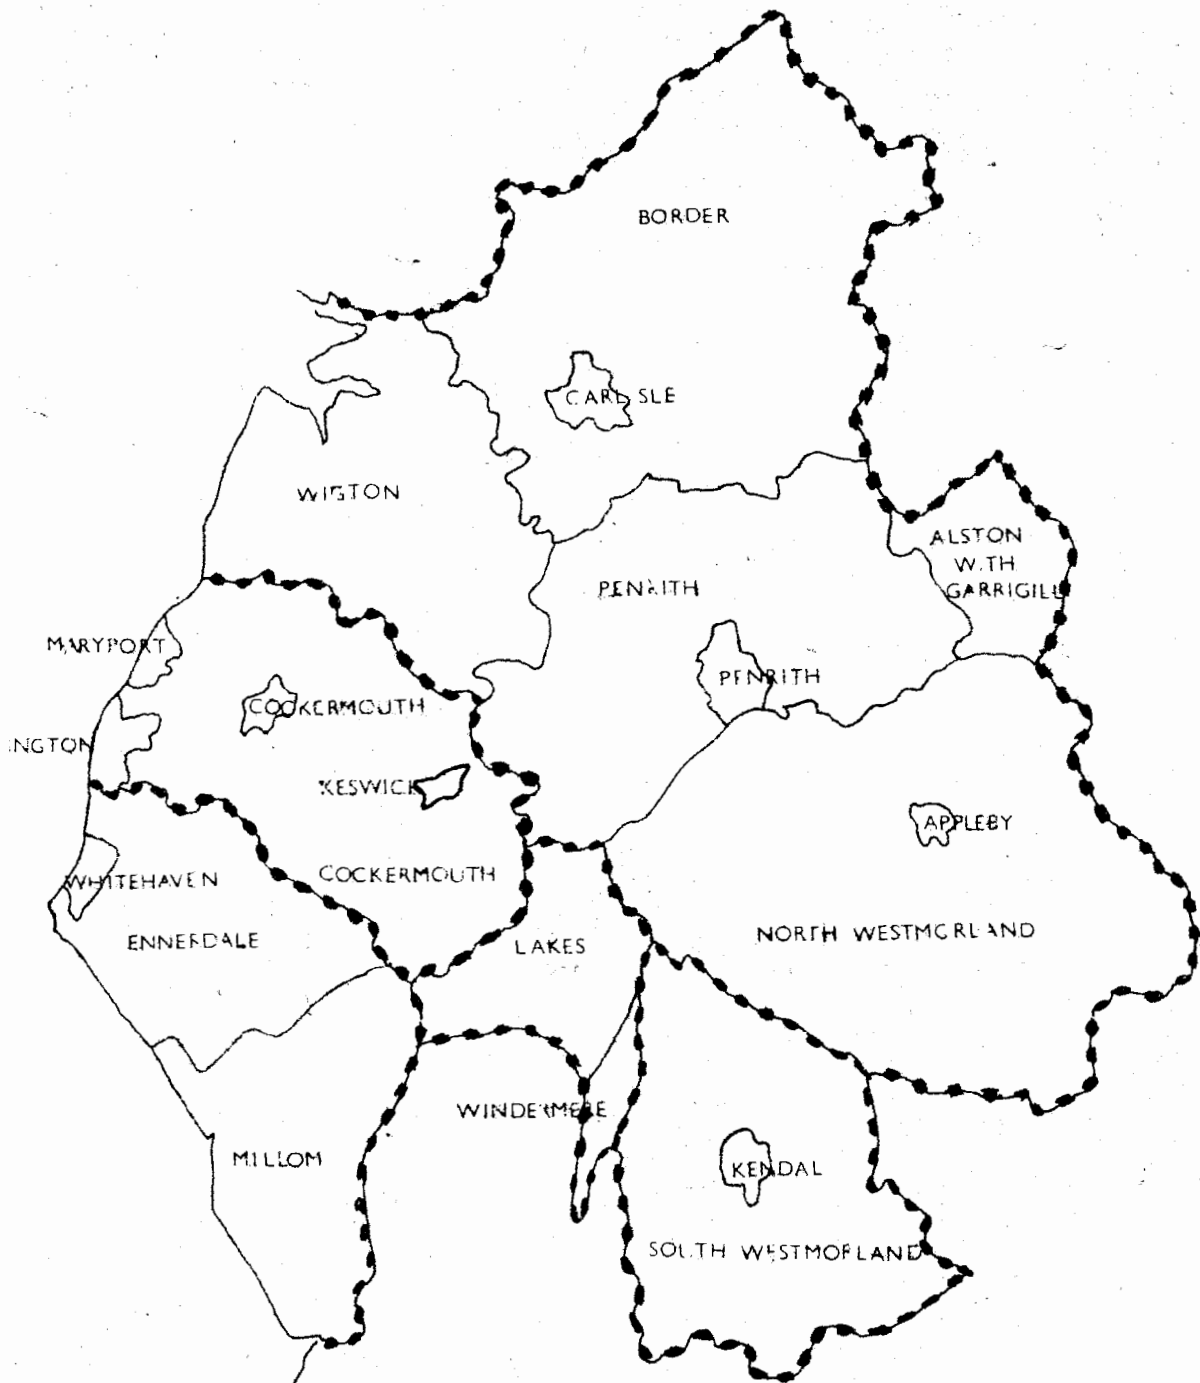 BORDER
CARLISLE
WIGTON
ALSTON
WITH
GARRIGILL
PENRITH
MARYPORT
PENRITH
COCKERMOUTH
INGTON
KESWICK
APPLEBY
COCKERMOUTH
WHITEHAVEN
NORTH WESTMORLAND
ENNERDALE
LAKES
WINDERMERE
MILLOM
KENDAL
SOUTH WESTMORLAND